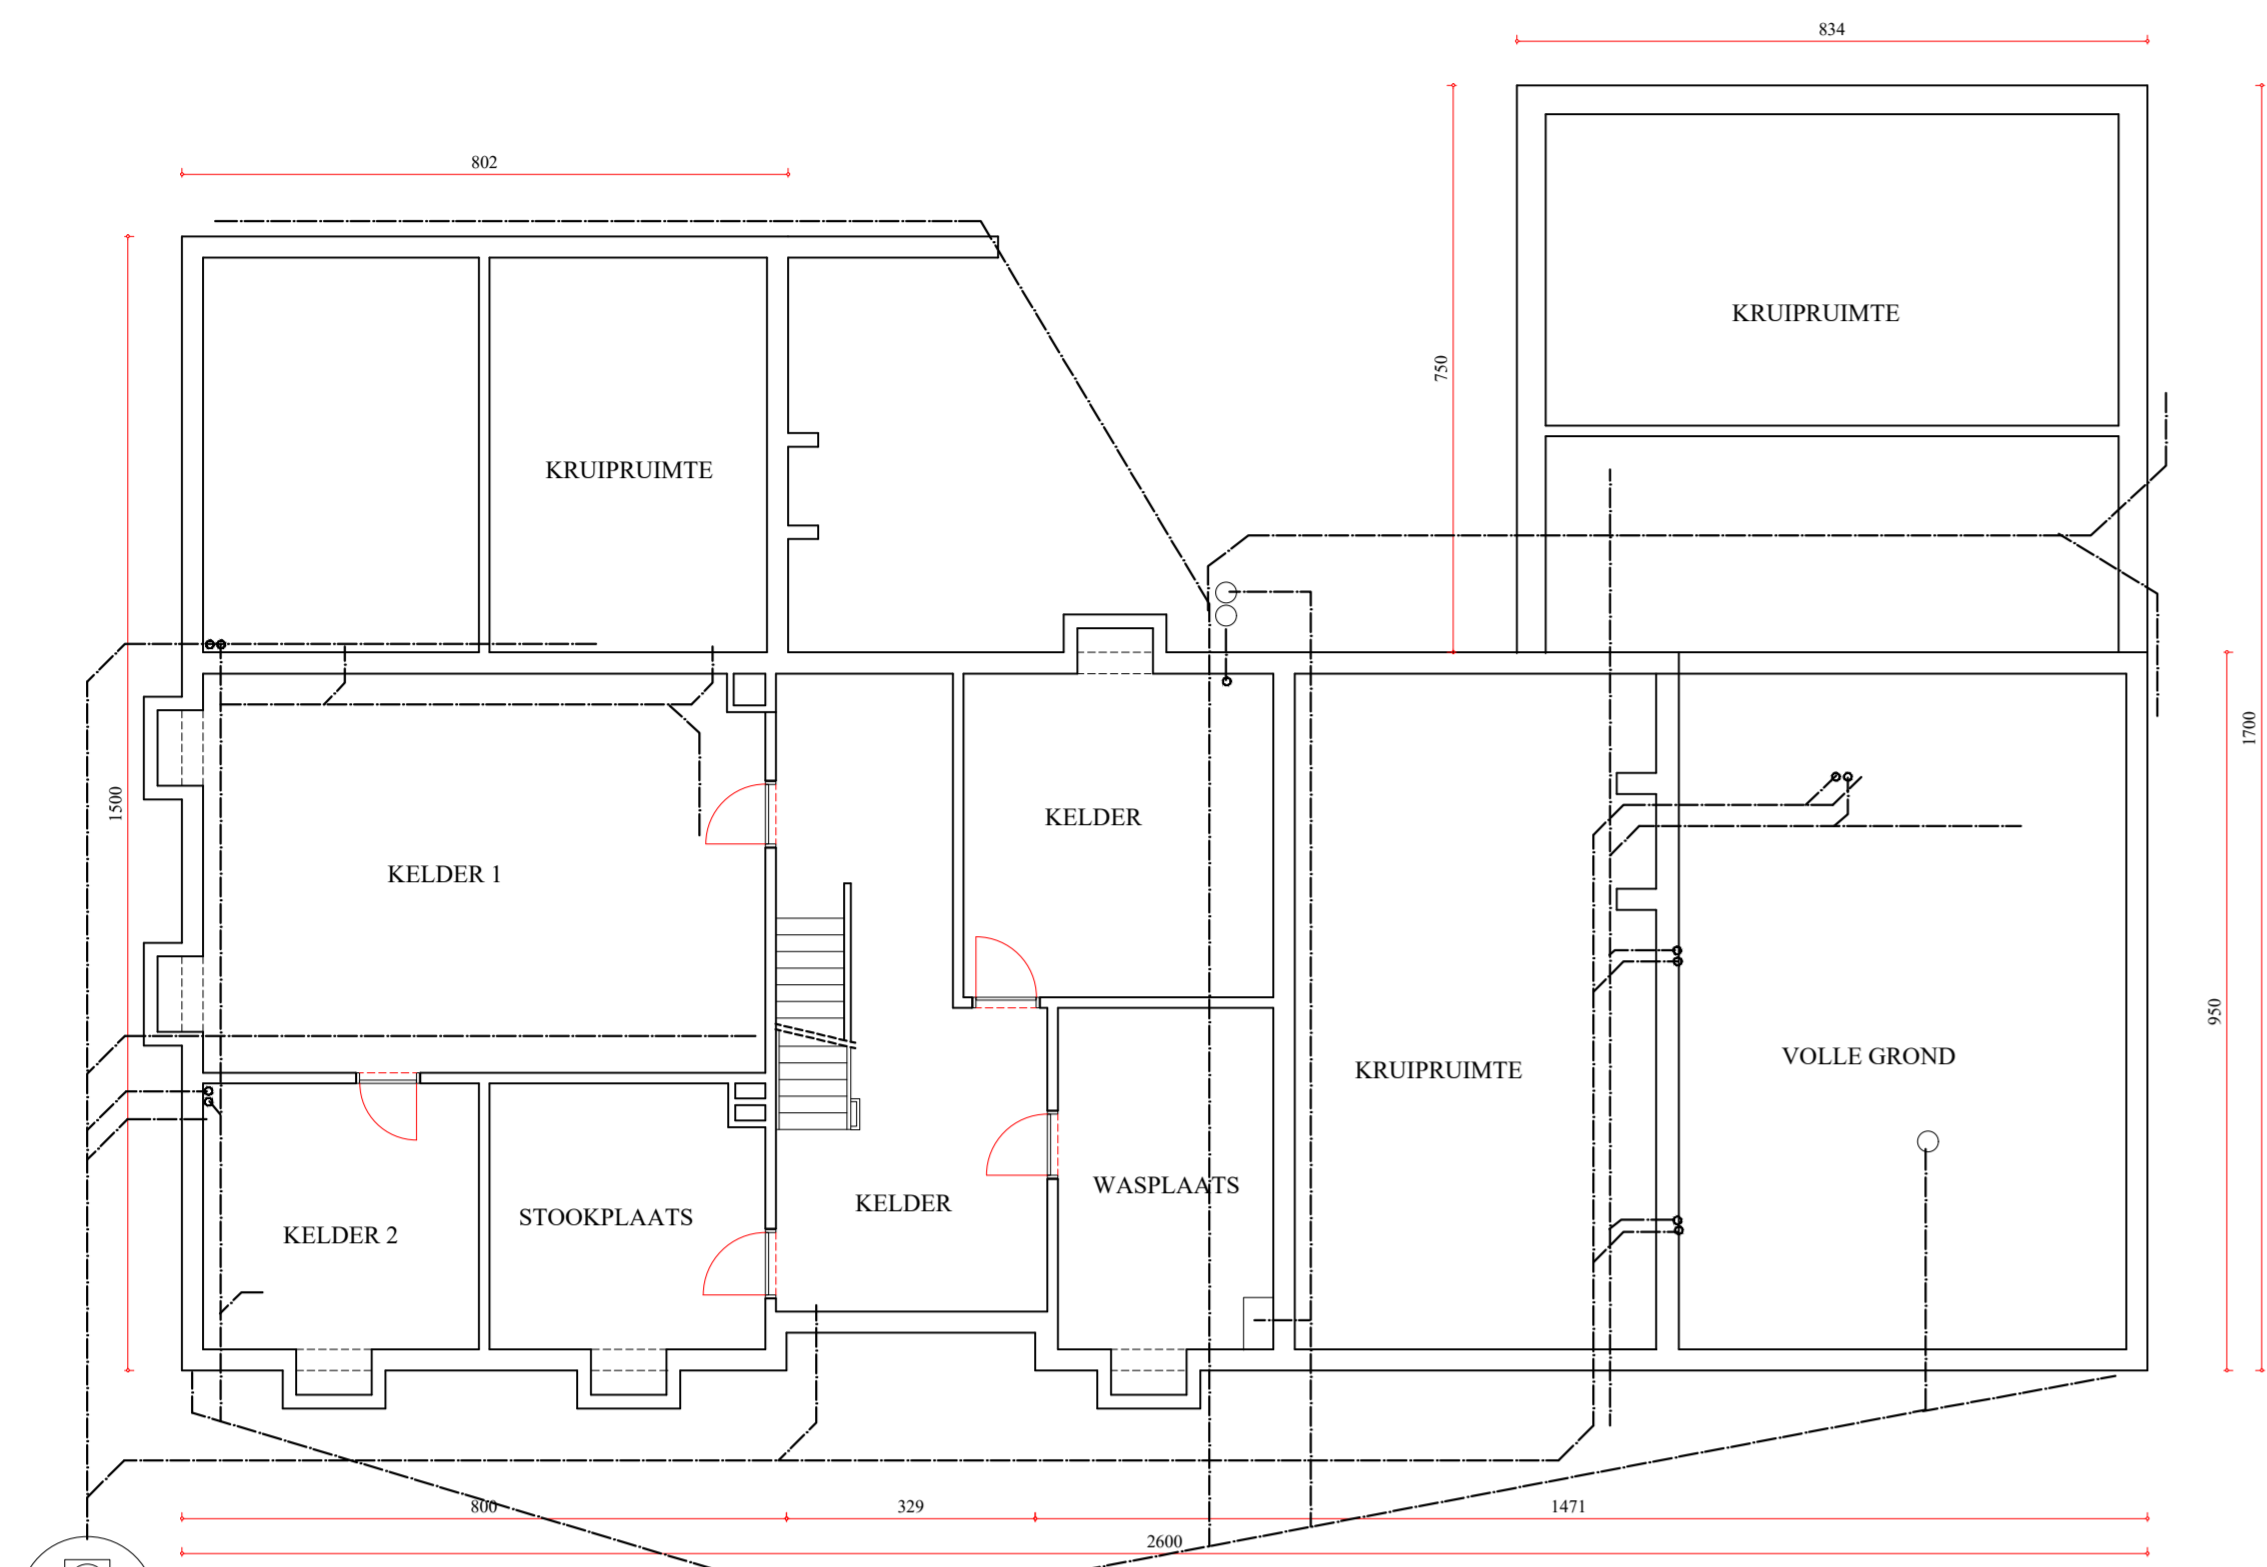 834
802
KRUIPRUIMTE
750
KRUIPRUIMTE
1700
1500
KELDER
KELDER 1
950
VOLLE GROND
KRUIPRUIMTE
WASPLAATS
KELDER
STOOKPLAATS
KELDER 2
800
329
1471
2600